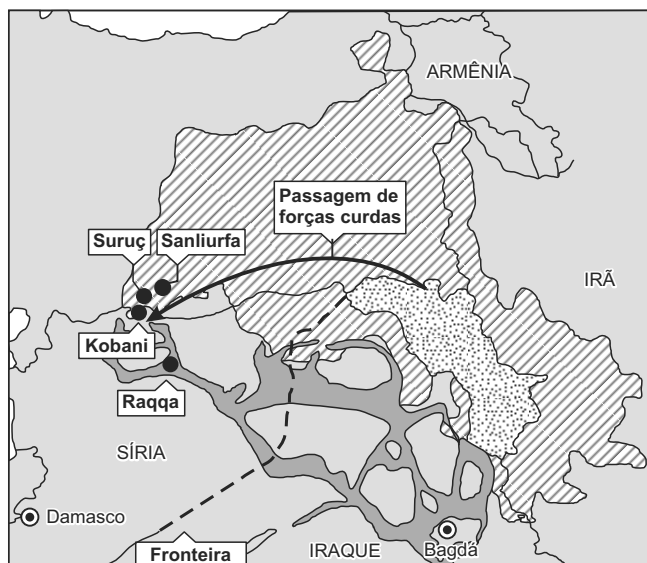 ARMÊNIA
Passagem de
forças curdas
Suruç
Sanliurfa
IRÃ
Kobani
Raqqa
SÍRIA
Damasco
Fronteira
IRAQUE
Bagdá